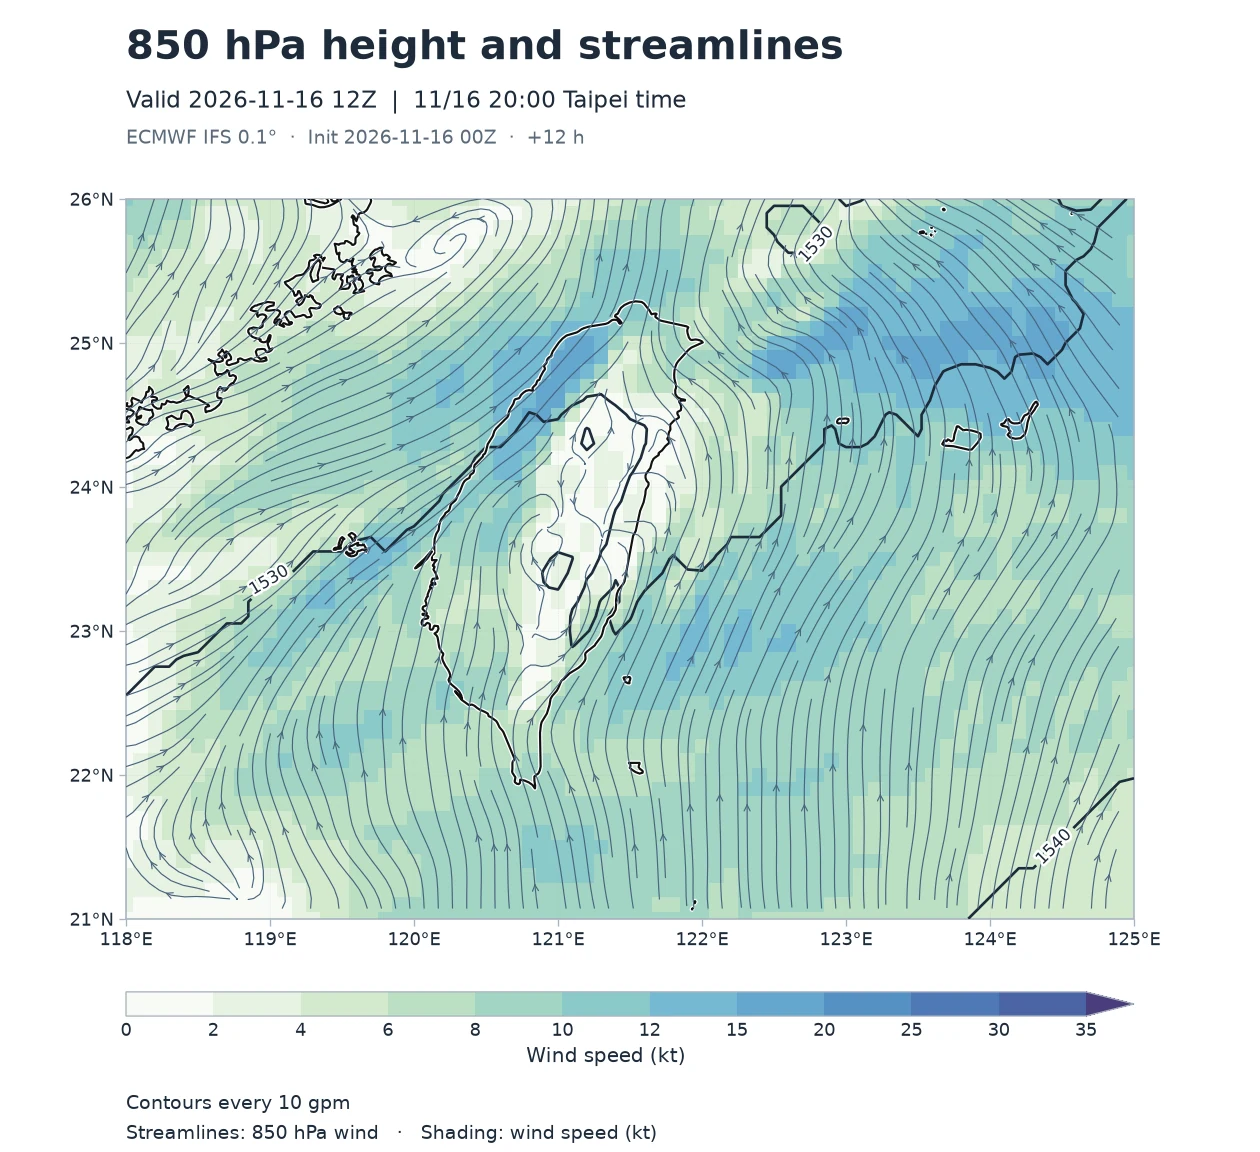 850 hPa height and streamlines
Valid 2026-11-16 12Z | 11/16 20:00 Taipei time
ECMWF IFS 0.1° · Init 2026-11-16 00Z · +12 h
26°N
25°N
24°N
23°N
22°N
21°N
1530
1530
1540
118°E 119°E 120°E 121°E 122°E 123°E 124°E 125°E
0 2 4 6 8 10 12 15 20 25 30 35
Wind speed (kt)
Contours every 10 gpm
Streamlines: 850 hPa wind · Shading: wind speed (kt)